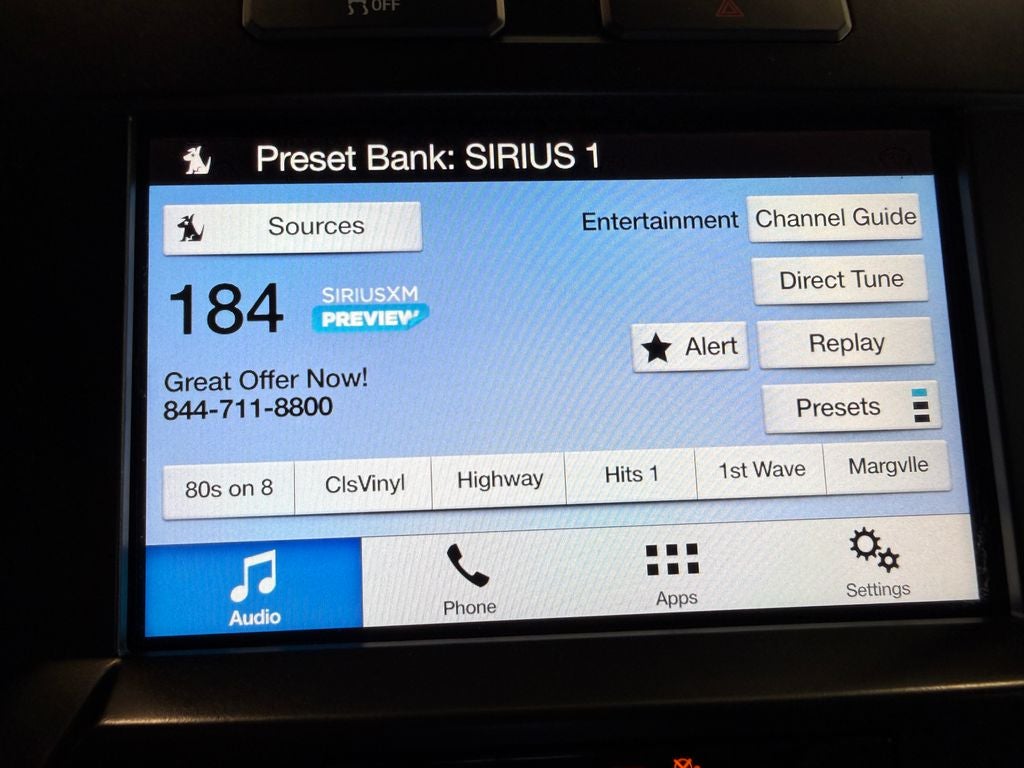 OFF
Preset Bank: SIRIUS 1
Sources
Entertainment
Channel Guide
184
SIRIUSXM
PREVIEW
Direct Tune
Alert
Replay
Great Offer Now!
844-711-8800
Presets
80s on 8
ClsVinyl
Highway
Hits 1
1st Wave
Margvlle
Audio
Phone
Apps
Settings